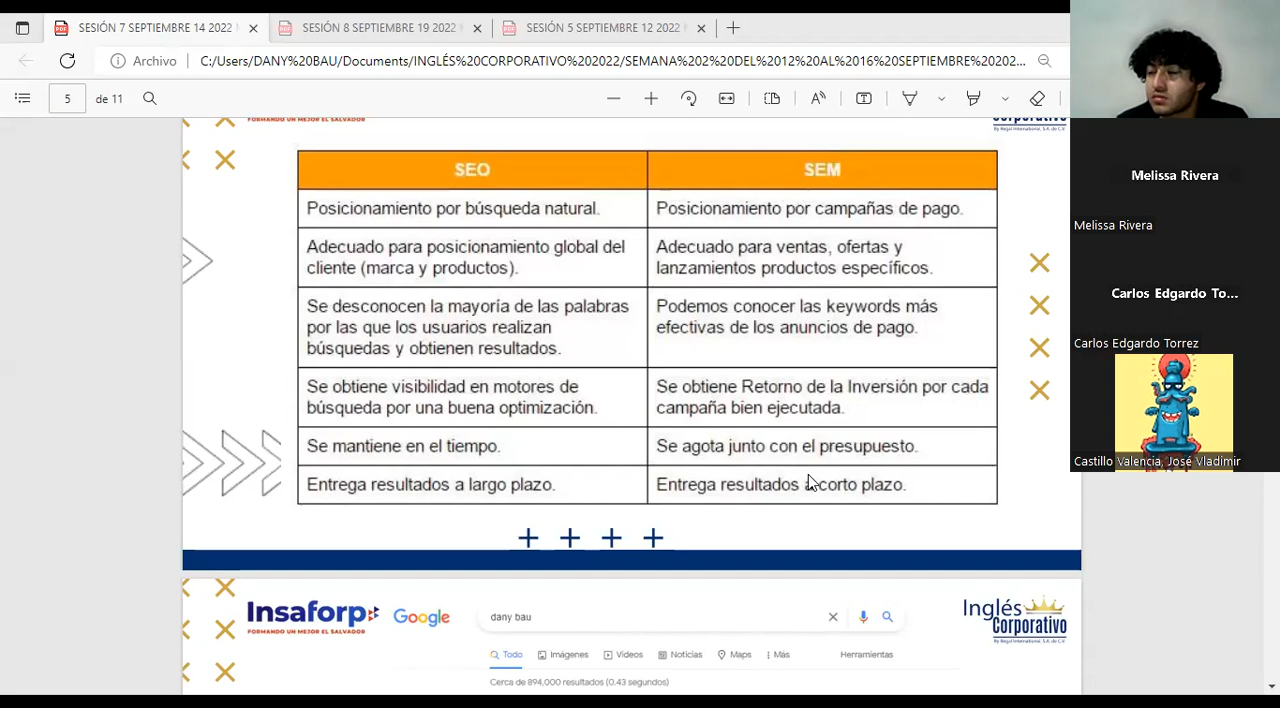 SESIÓN 7 SEPTIEMBRE 14 2022
SESIÓN 8 SEPTIEMBRE 19 2022
SESIÓN 5 SEPTIEMBRE 12 2022
Archivo
C:/Users/DANY%20BAU/Documents/INGLÉS%20CORPORATIVO%202022/SEMANA%202%20DEL%2012%20AL%2016%20SEPTIEMBRE%20202...
5
de 11
FORMANDO UN MEJOR EL SALVADOR
Corporativo
By Regal International, S.A. de C.V.
SEO
SEM
Posicionamiento por búsqueda natural.
Posicionamiento por campañas de pago.
Adecuado para posicionamiento global del
cliente (marca y productos).
Adecuado para ventas, ofertas y
lanzamientos productos específicos.
Se desconocen la mayoría de las palabras
por las que los usuarios realizan
búsquedas y obtienen resultados.
Podemos conocer las keywords más
efectivas de los anuncios de pago.
Se obtiene visibilidad en motores de
búsqueda por una buena optimización.
Se obtiene Retorno de la Inversión por cada
campaña bien ejecutada.
Se mantiene en el tiempo.
Se agota junto con el presupuesto.
Entrega resultados a largo plazo.
Entrega resultados a corto plazo.
Insaforp
FORMANDO UN MEJOR EL SALVADOR
Google
dany bau
Inglés
Corporativo
By Regal International, S.A. de C.V.
Todo
Imágenes
Videos
Noticias
Maps
Más
Herramientas
Cerca de 894,000 resultados (0.43 segundos)
Melissa Rivera
Melissa Rivera
Carlos Edgardo To...
Carlos Edgardo Torrez
Castillo Valencia, José Vladimir